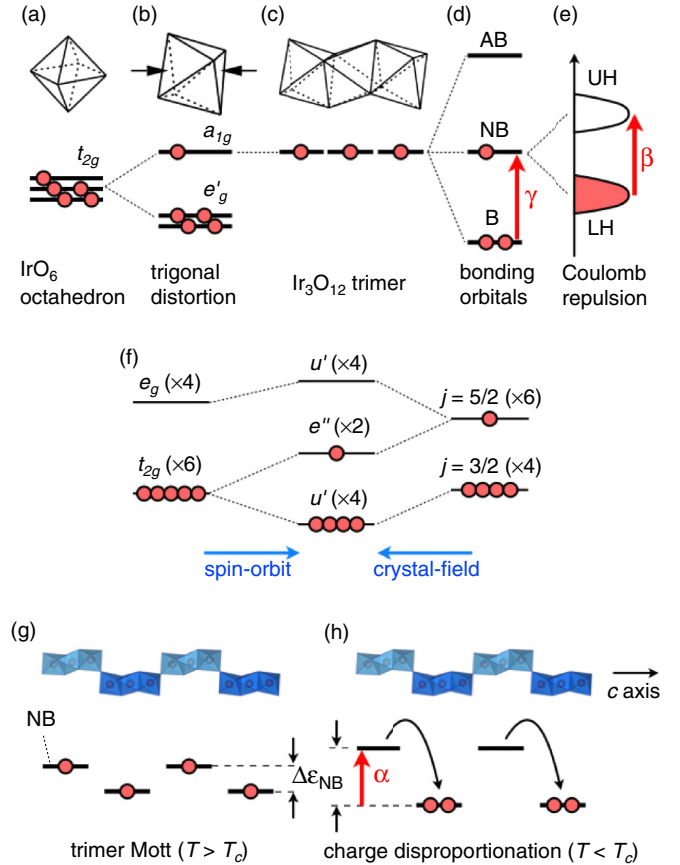 (a)
(b)
(c)
(d)
(e)
AB
UH
t2g
a1g
NB
β
e'g
γ
B
LH
IrO6
octahedron
trigonal
distortion
Ir3O12 trimer
bonding
orbitals
Coulomb
repulsion
(f)
eg (×4)
u' (×4)
j = 5/2 (×6)
e'' (×2)
t2g (×6)
j = 3/2 (×4)
u' (×4)
spin-orbit
crystal-field
(g)
(h)
c axis
NB
ΔεNB
α
trimer Mott (T > Tc)
charge disproportionation (T < Tc)